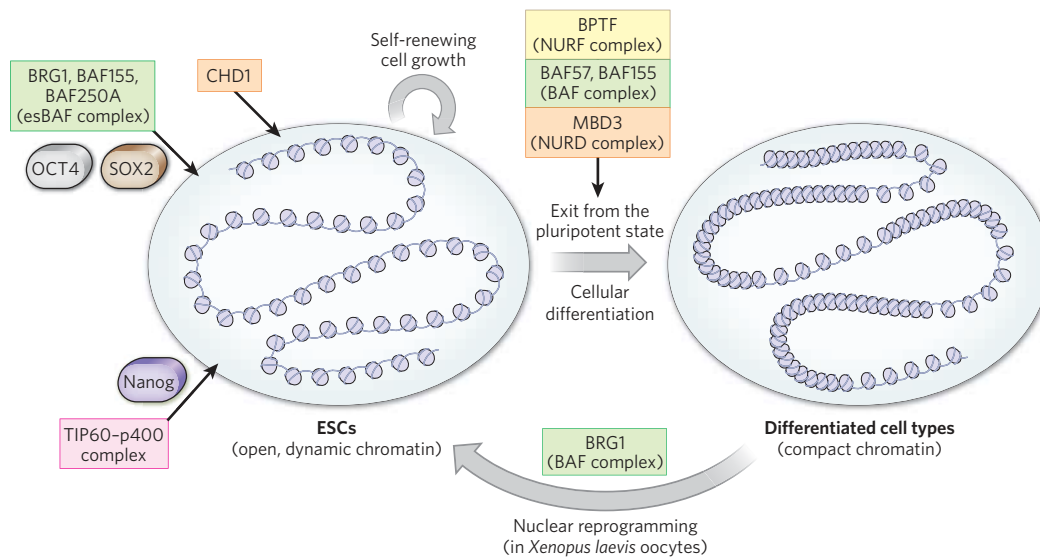 BRG1, BAF155,
BAF250A
(esBAF complex)
CHD1
Self-renewing
cell growth
BPTF
(NURF complex)
BAF57, BAF155
(BAF complex)
MBD3
(NURD complex)
OCT4
SOX2
Exit from the
pluripotent state
Cellular
differentiation
Nanog
TIP60–p400
complex
ESCs
(open, dynamic chromatin)
BRG1
(BAF complex)
Differentiated cell types
(compact chromatin)
Nuclear reprogramming
(in Xenopus laevis oocytes)